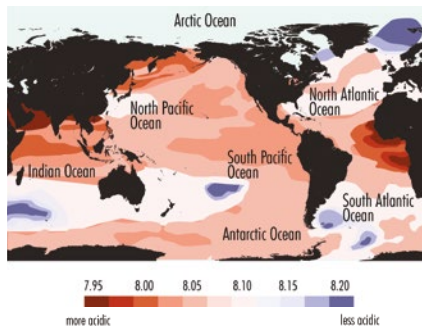 Arctic Ocean
North Pacific
Ocean
North Atlantic
Ocean
Indian Ocean
South Pacific
Ocean
South Atlantic
Ocean
Antarctic Ocean
7.95 8.00 8.05 8.10 8.15 8.20
more acidic less acidic